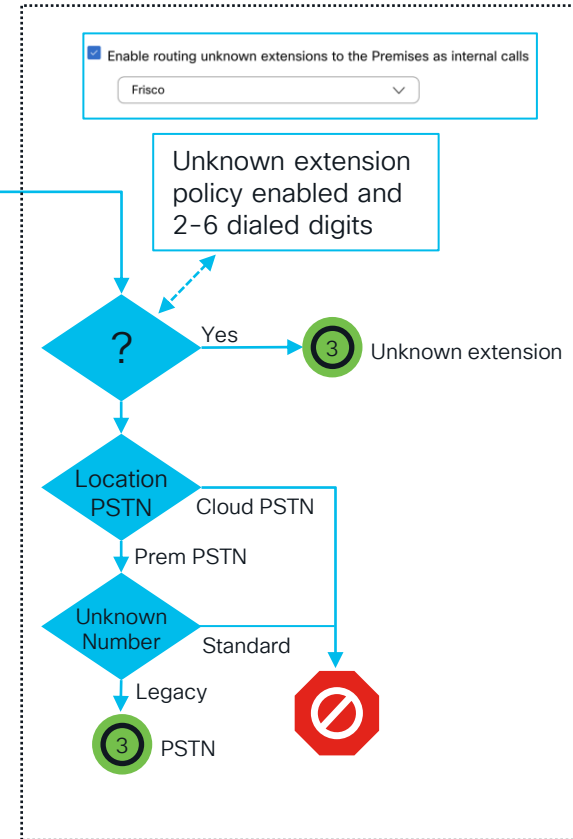 Enable routing unknown extensions to the Premises as internal calls
Frisco
Unknown extension
policy enabled and
2-6 dialed digits
?
Yes
3
Unknown extension
Location
PSTN
Cloud PSTN
Prem PSTN
Unknown
Number
Standard
Legacy
3
PSTN